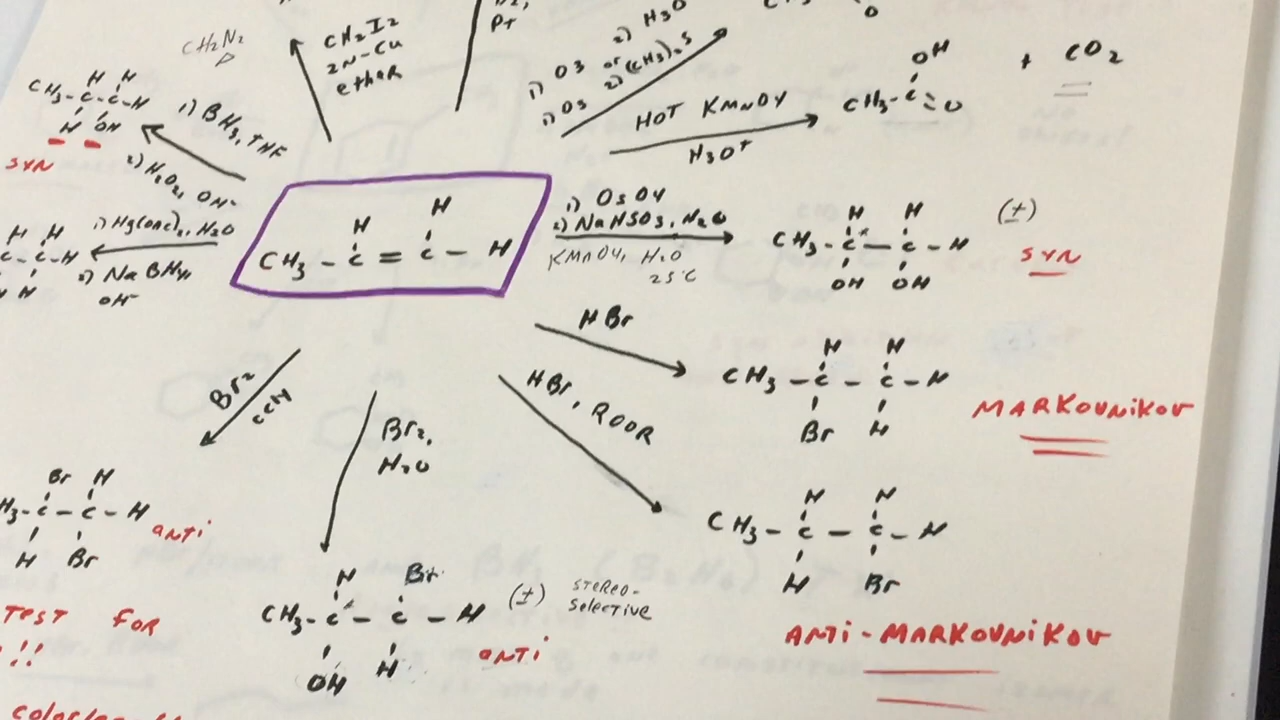 CH2N2
CH2I2
Zn-Cu
ether
Pt
1) O3 2) H3O
or
1) O3 2) (CH3)2S
OH
CH3-C=O
+ CO2
HOT KMnO4
H3O+
H H
CH3-C-C-H
H OH
SYN
1) BH3, THF
2) H2O2, OH-
1) Hg(OAc)2, H2O
2) NaBH4
OH-
H H
C-C-H
H
H H
CH3-C=C-H
1) OsO4
2) NaHSO3, H2O
KMnO4, H2O
25°C
H H
CH3-C*-C-H
OH OH
(±)
SYN
HBr
H H
CH3-C-C-H
Br H
MARKOVNIKOV
HBr, ROOR
H H
CH3-C-C-H
H Br
ANTI-MARKOVNIKOV
Br2
CCl4
Br H
H3-C-C-H
H Br
anti
TEST FOR
!!
Br2,
H2O
H Br
CH3-C*-C-H
OH H
(±) STEREO-
Selective
anti